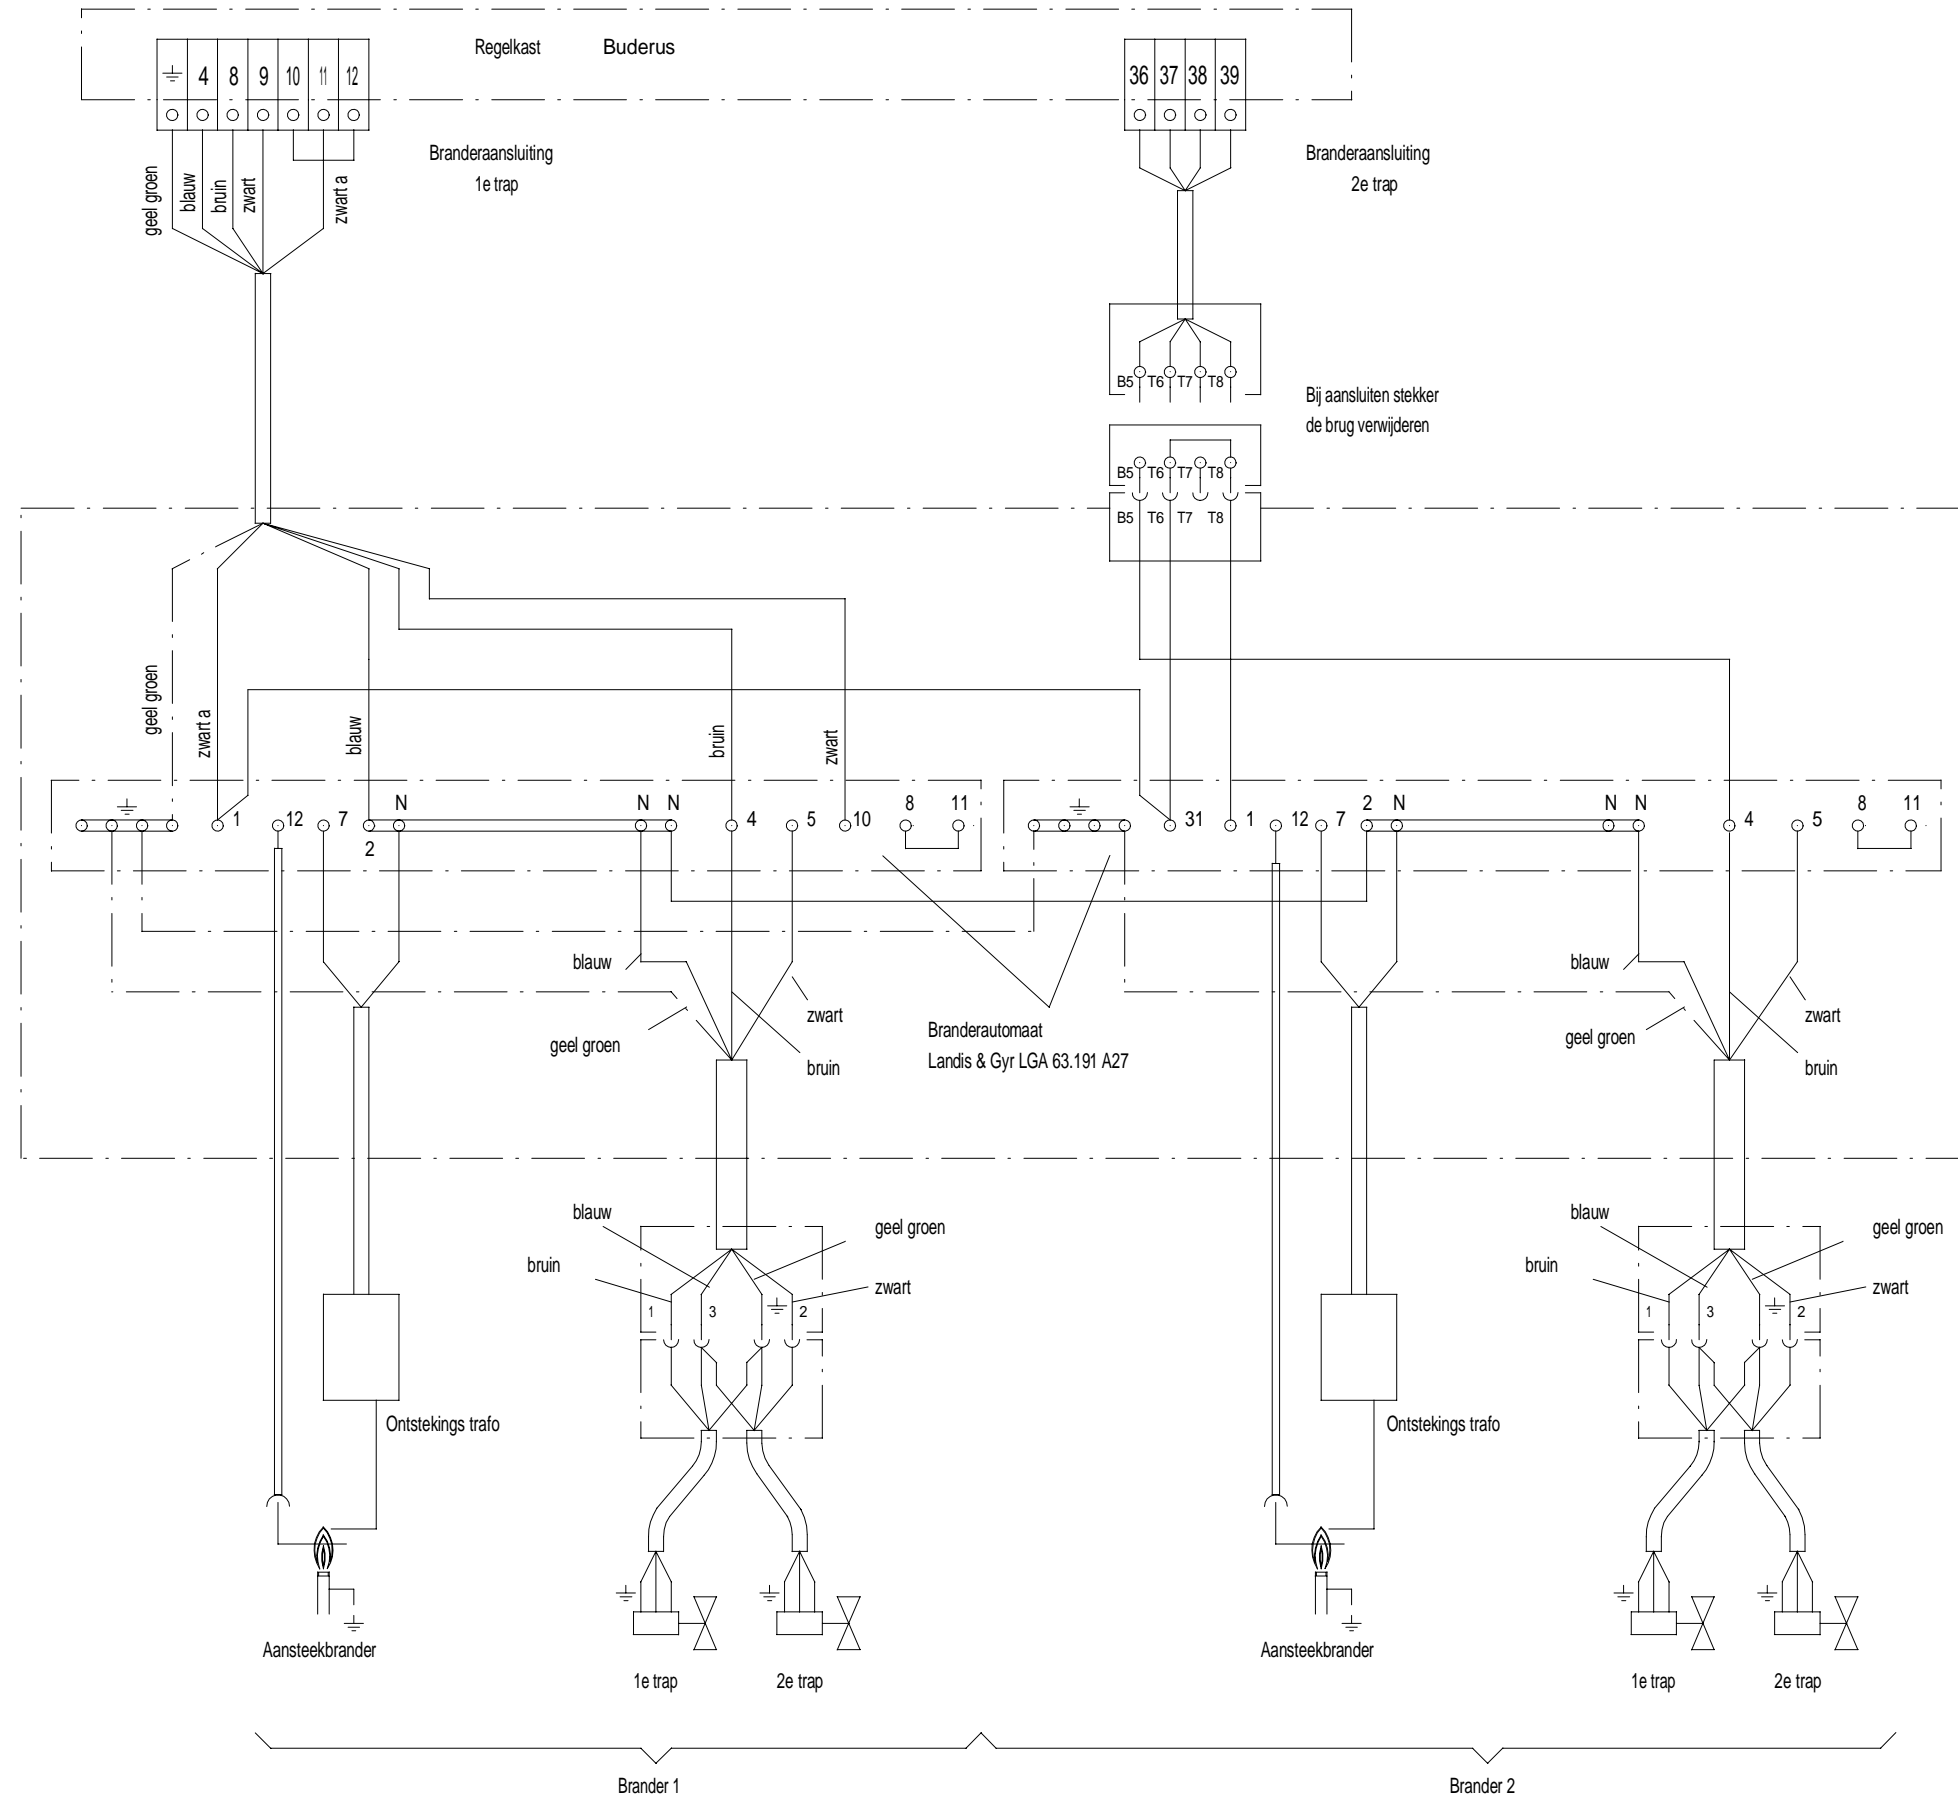 Regelkast Buderus
4 8 9 10 11 12
36 37 38 39
Branderaansluiting
1e trap
Branderaansluiting
2e trap
geel groen
blauw
bruin
zwart
zwart a
B5 T6 T7 T8
Bij aansluiten stekker
de brug verwijderen
B5 T6 T7 T8
B5 T6 T7 T8
geel groen
zwart a
blauw
bruin
zwart
1 12 7 2 N N N 4 5 10 8 11
31 1 12 7 2 N N N 4 5 8 11
blauw
zwart
geel groen
bruin
Branderautomaat
Landis & Gyr LGA 63.191 A27
blauw
zwart
geel groen
bruin
blauw
geel groen
bruin
zwart
1 3 2
blauw
geel groen
bruin
zwart
1 3 2
Ontstekings trafo
Ontstekings trafo
Aansteekbrander
1e trap
2e trap
Aansteekbrander
1e trap
2e trap
Brander 1
Brander 2